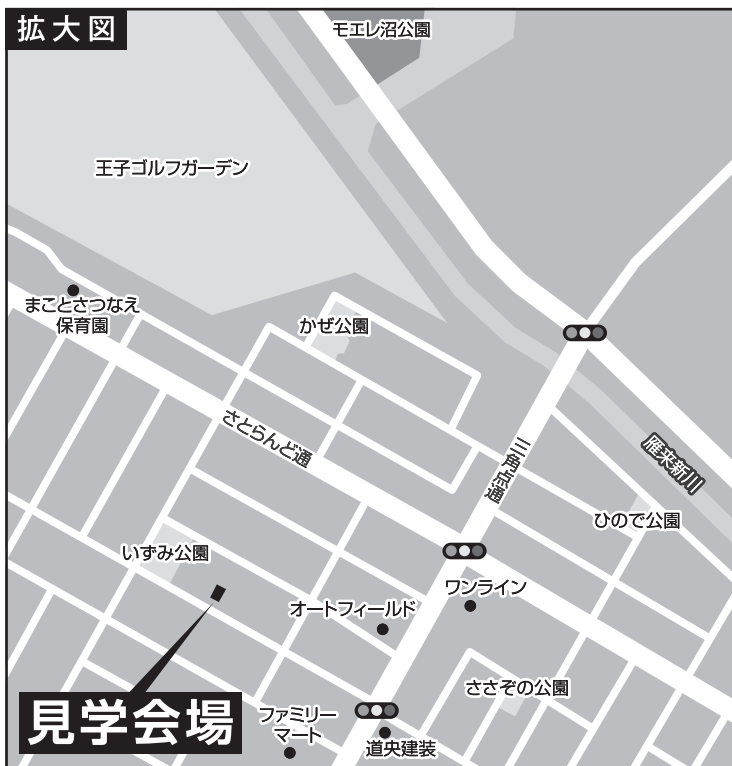 拡大図
モエレ沼公園
王子ゴルフガーデン
まことさつなえ
保育園
かぜ公園
さとらんど通
三角点通
雁来新川
ひので公園
いずみ公園
ワンライン
オートフィールド
ささぞの公園
見学会場
ファミリー
マート
道央建装